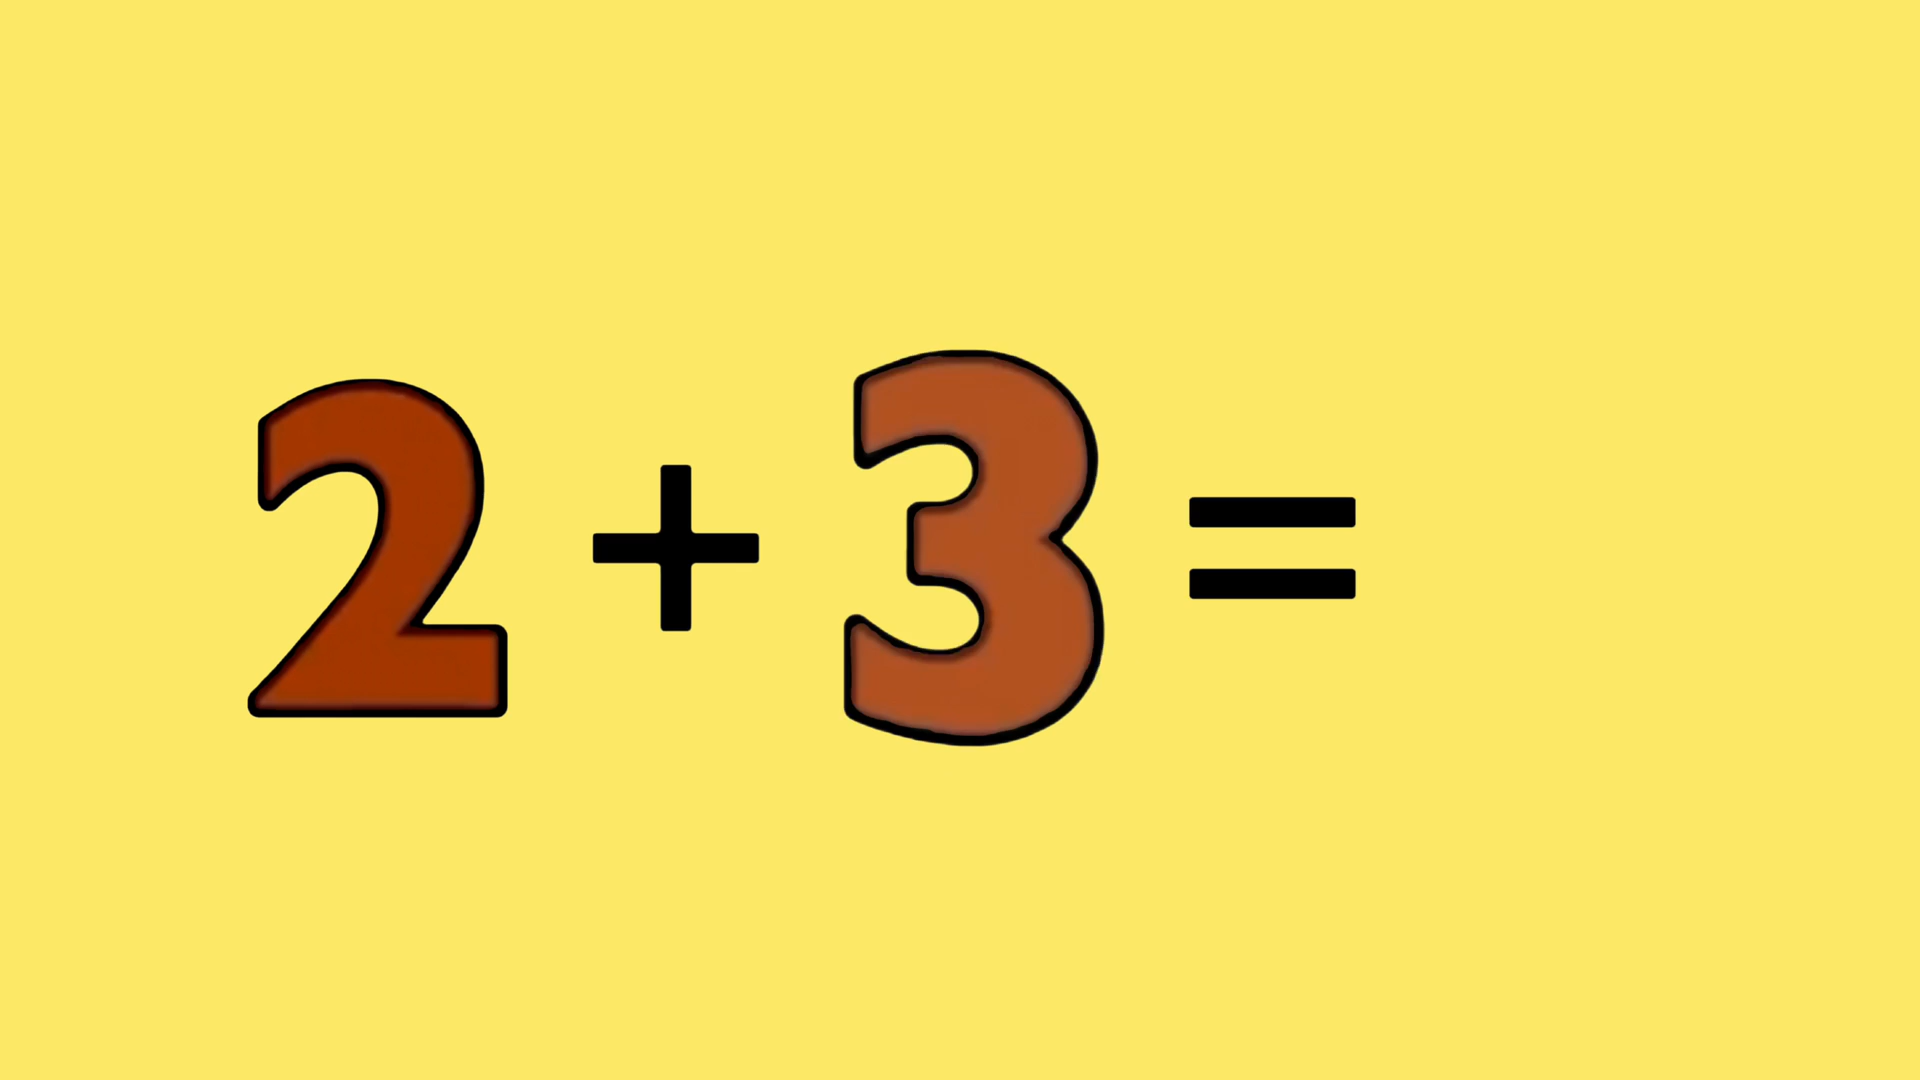 2 + 3 =